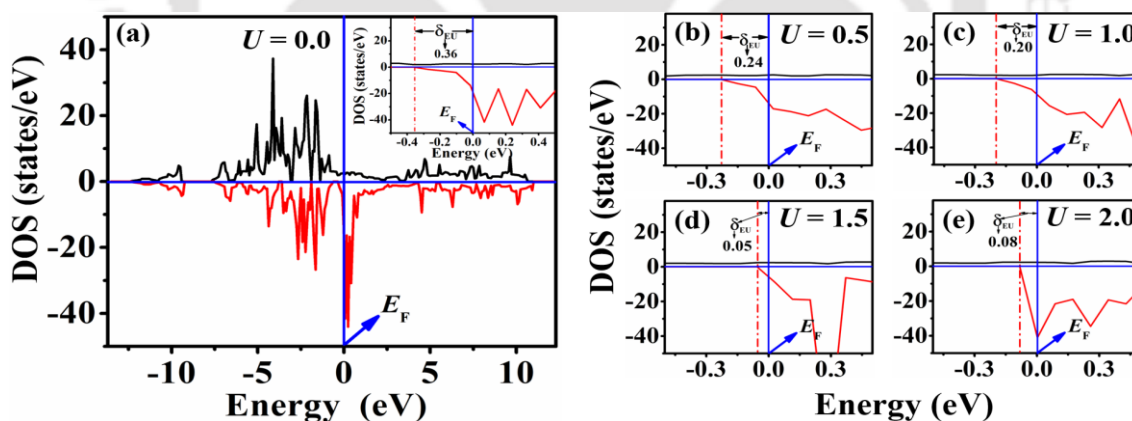 (a)
U = 0.0
DOS (states/eV)
40
20
0
-20
-40
-10
-5
0
5
10
Energy (eV)
E_F
DOS (states/eV)
40
20
0
-20
-40
-0.4
-0.2
0.0
0.2
0.4
Energy (eV)
δ_EU
0.36
E_F
DOS (states/eV)
(b)
U = 0.5
δ_EU
0.24
E_F
20
0
-20
-40
-0.3
0.0
0.3
(c)
U = 1.0
δ_EU
0.20
E_F
20
0
-20
-40
-0.3
0.0
0.3
(d)
U = 1.5
δ_EU
0.05
E_F
20
0
-20
-40
-0.3
0.0
0.3
(e)
U = 2.0
δ_EU
0.08
E_F
20
0
-20
-40
-0.3
0.0
0.3
Energy (eV)